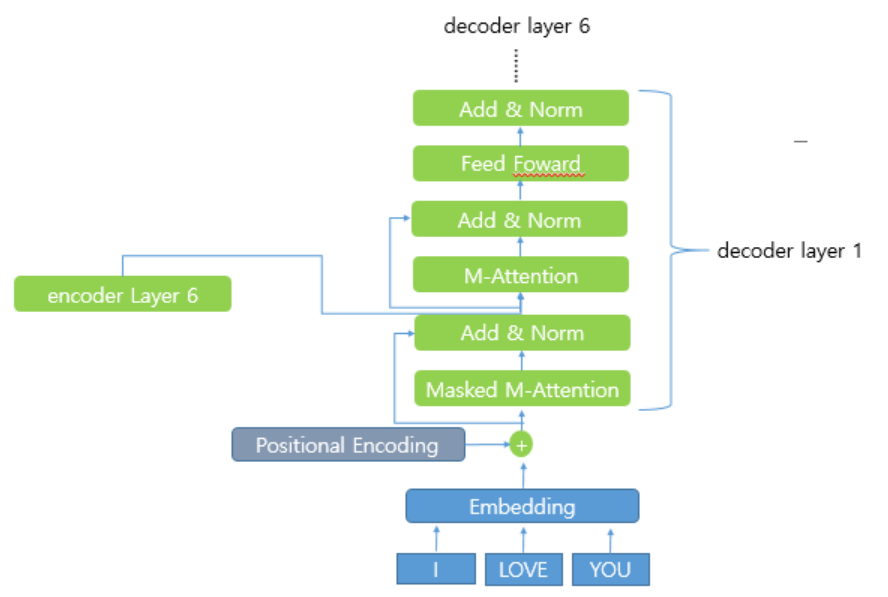 decoder layer 6
Add & Norm
Feed Foward
Add & Norm
M-Attention
encoder Layer 6
Add & Norm
Masked M-Attention
decoder layer 1
Positional Encoding
+
Embedding
I
LOVE
YOU